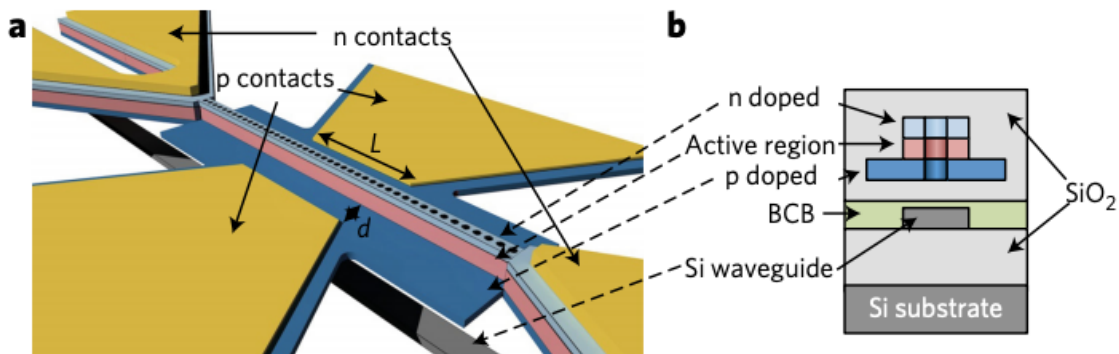 a
n contacts
p contacts
L
d
b
n doped
Active region
p doped
BCB
Si waveguide
SiO2
Si substrate